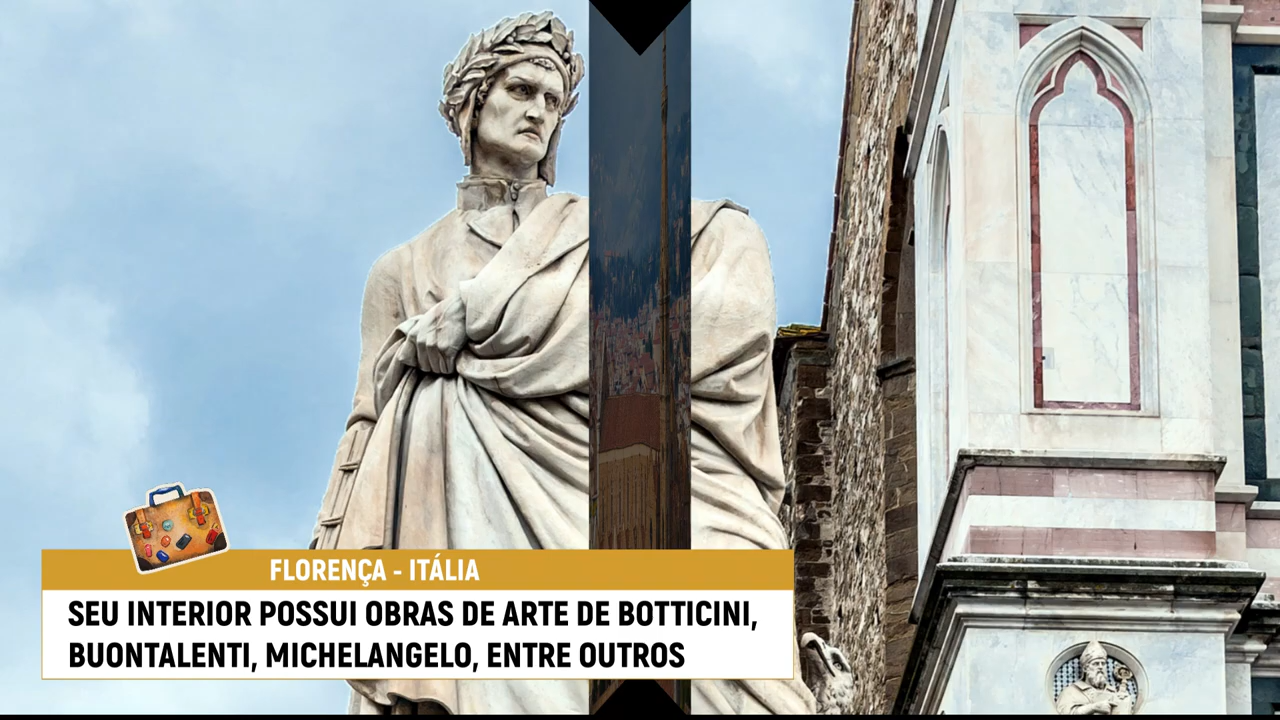 FLORENÇA - ITÁLIA
SEU INTERIOR POSSUI OBRAS DE ARTE DE BOTTICINI,
BUONTALENTI, MICHELANGELO, ENTRE OUTROS